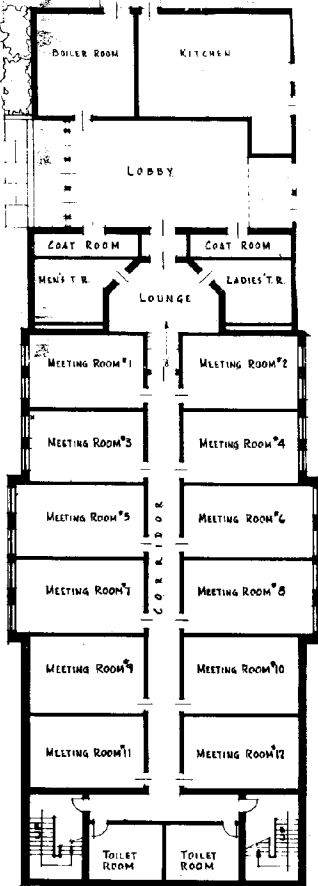 BOILER ROOM
KITCHEN
LOBBY
COAT ROOM
COAT ROOM
MEN'S T.R.
LADIES' T.R.
LOUNGE
MEETING ROOM #1
MEETING ROOM #2
MEETING ROOM #3
MEETING ROOM #4
MEETING ROOM #5
MEETING ROOM #6
CORRIDOR
MEETING ROOM #7
MEETING ROOM #8
MEETING ROOM #9
MEETING ROOM #10
MEETING ROOM #11
MEETING ROOM #12
UP
UP
TOILET
ROOM
TOILET
ROOM